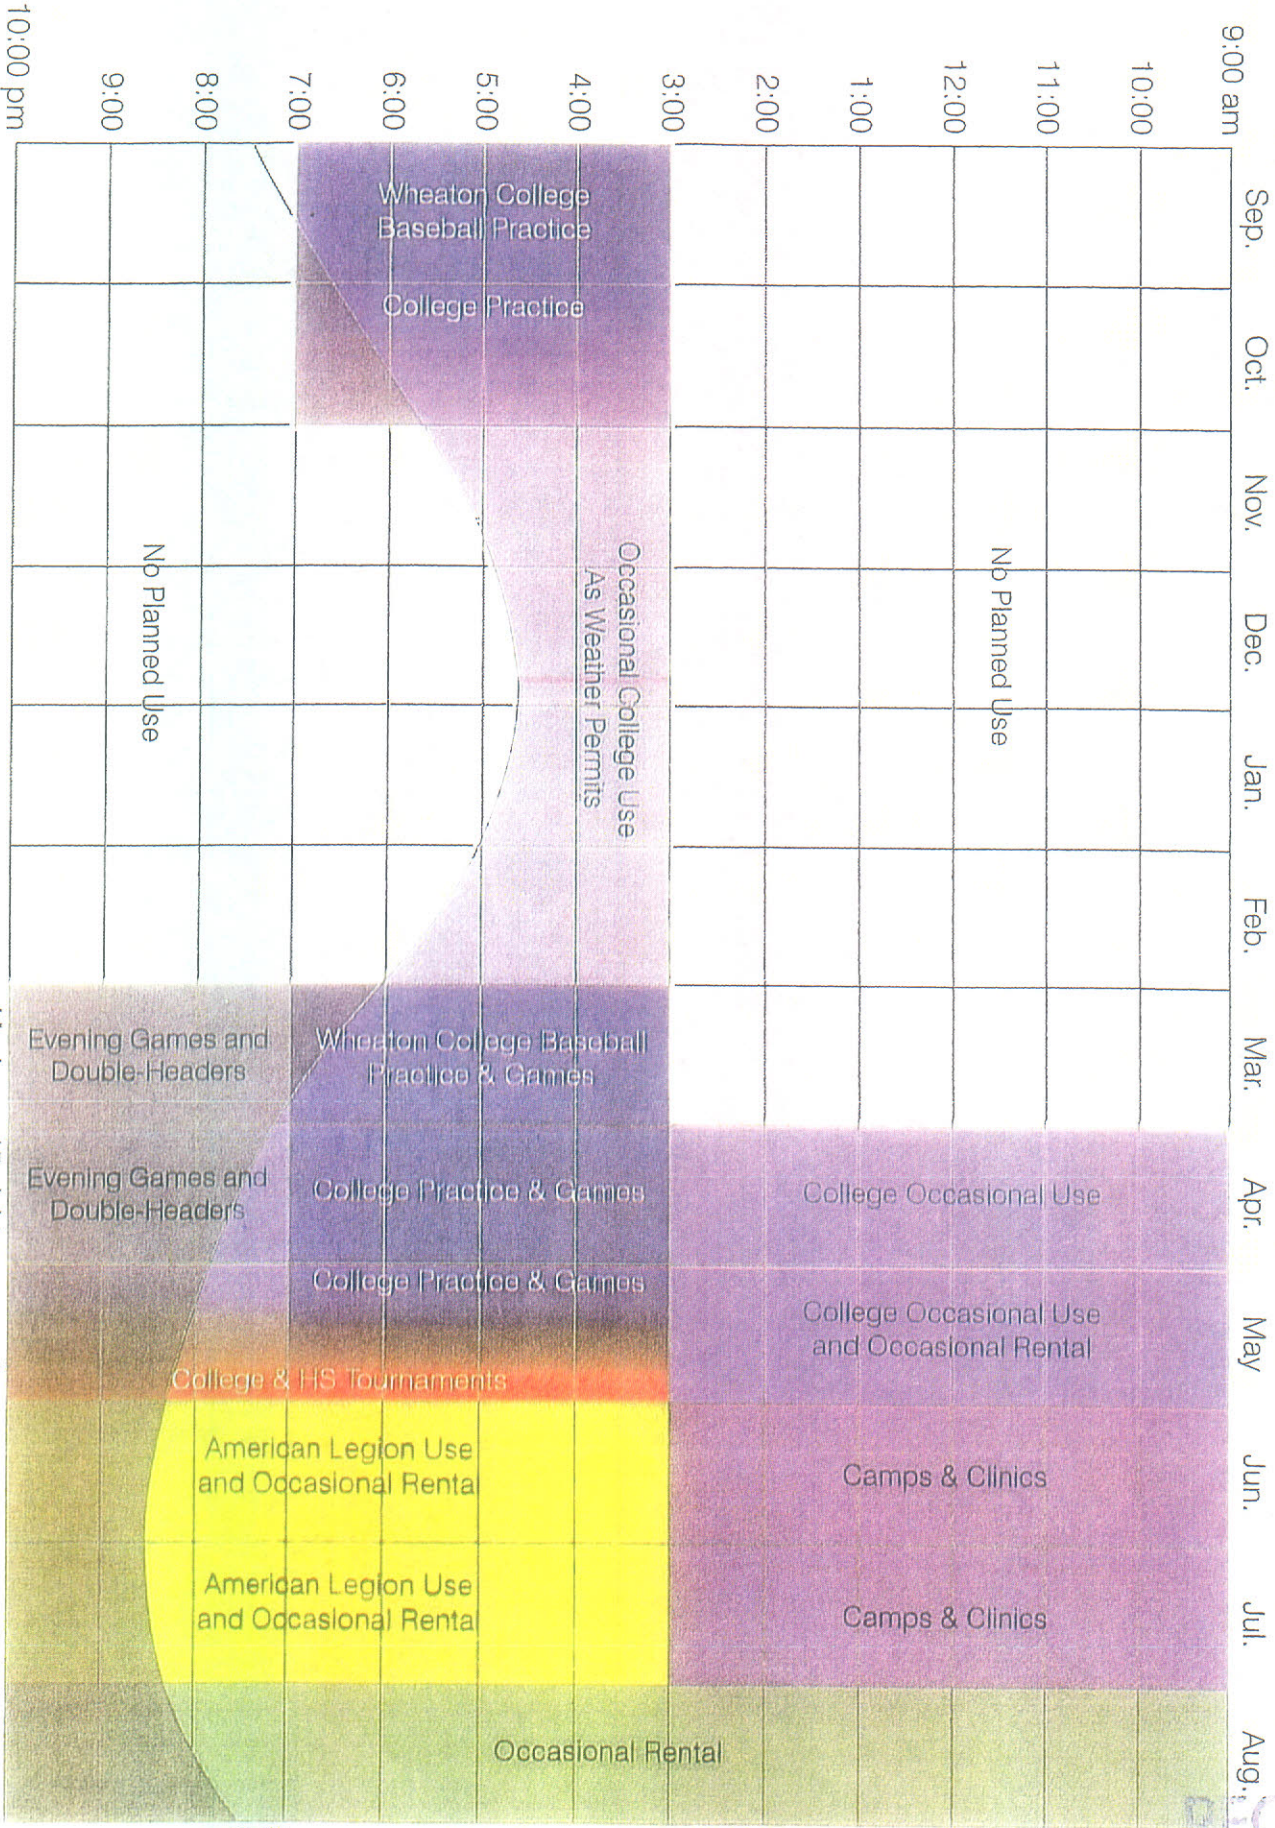 9:00 am
10:00
11:00
12:00
1:00
2:00
3:00
4:00
5:00
6:00
7:00
8:00
9:00
10:00 pm
Sep.
Oct.
Nov.
Dec.
Jan.
Feb.
Mar.
Apr.
May
Jun.
Jul.
Aug.
Wheaton College
Baseball Practice
College Practice
No Planned Use
Occasional College Use
As Weather Permits
No Planned Use
Wheaton College Baseball
Practice & Games
Evening Games and
Double-Headers
College Occasional Use
College Practice & Games
Evening Games and
Double-Headers
College Practice & Games
College Occasional Use
and Occasional Rental
College & HS Tournaments
Camps & Clinics
American Legion Use
and Occasional Rental
Camps & Clinics
American Legion Use
and Occasional Rental
Occasional Rental